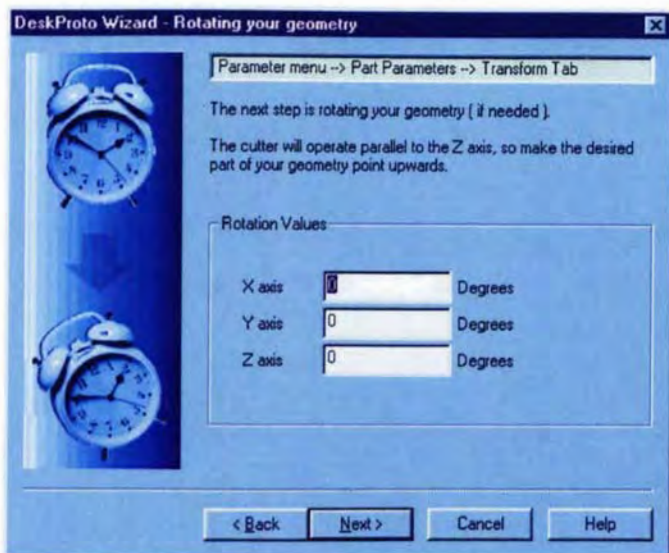 DeskProto Wizard - Rotating your geometry
Parameter menu --> Part Parameters --> Transform Tab
The next step is rotating your geometry ( if needed ).
The cutter will operate parallel to the Z axis, so make the desired
part of your geometry point upwards.
Rotation Values
X axis 0 Degrees
Y axis 0 Degrees
Z axis 0 Degrees
< Back Next > Cancel Help